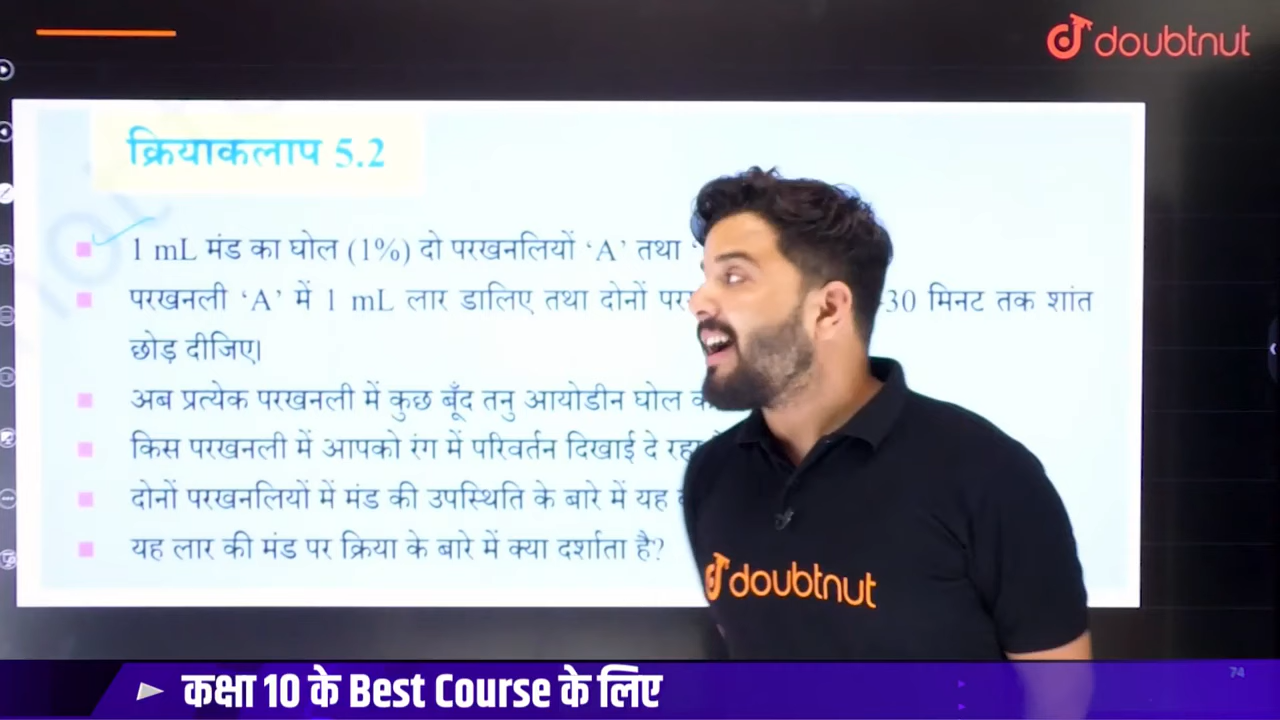 doubtnut
क्रियाकलाप 5.2
1 mL मंड का घोल (1%) दो परखनलियों ‘A’ तथा ‘
परखनली ‘A’ में 1 mL लार डालिए तथा दोनों -30 मिनट तक शांत
छोड़ दीजिए।
अब प्रत्येक परखनली में कुछ बूँद तनु आयोडीन घोल
किस परखनली में आपको रंग में परिवर्तन दिखाई दे
दोनों परखनलियों में मंड की उपस्थिति के बारे में यह
यह लार की मंड पर क्रिया के बारे में क्या दर्शाता है?
doubtnut
कक्षा 10 के Best Course के लिए
74